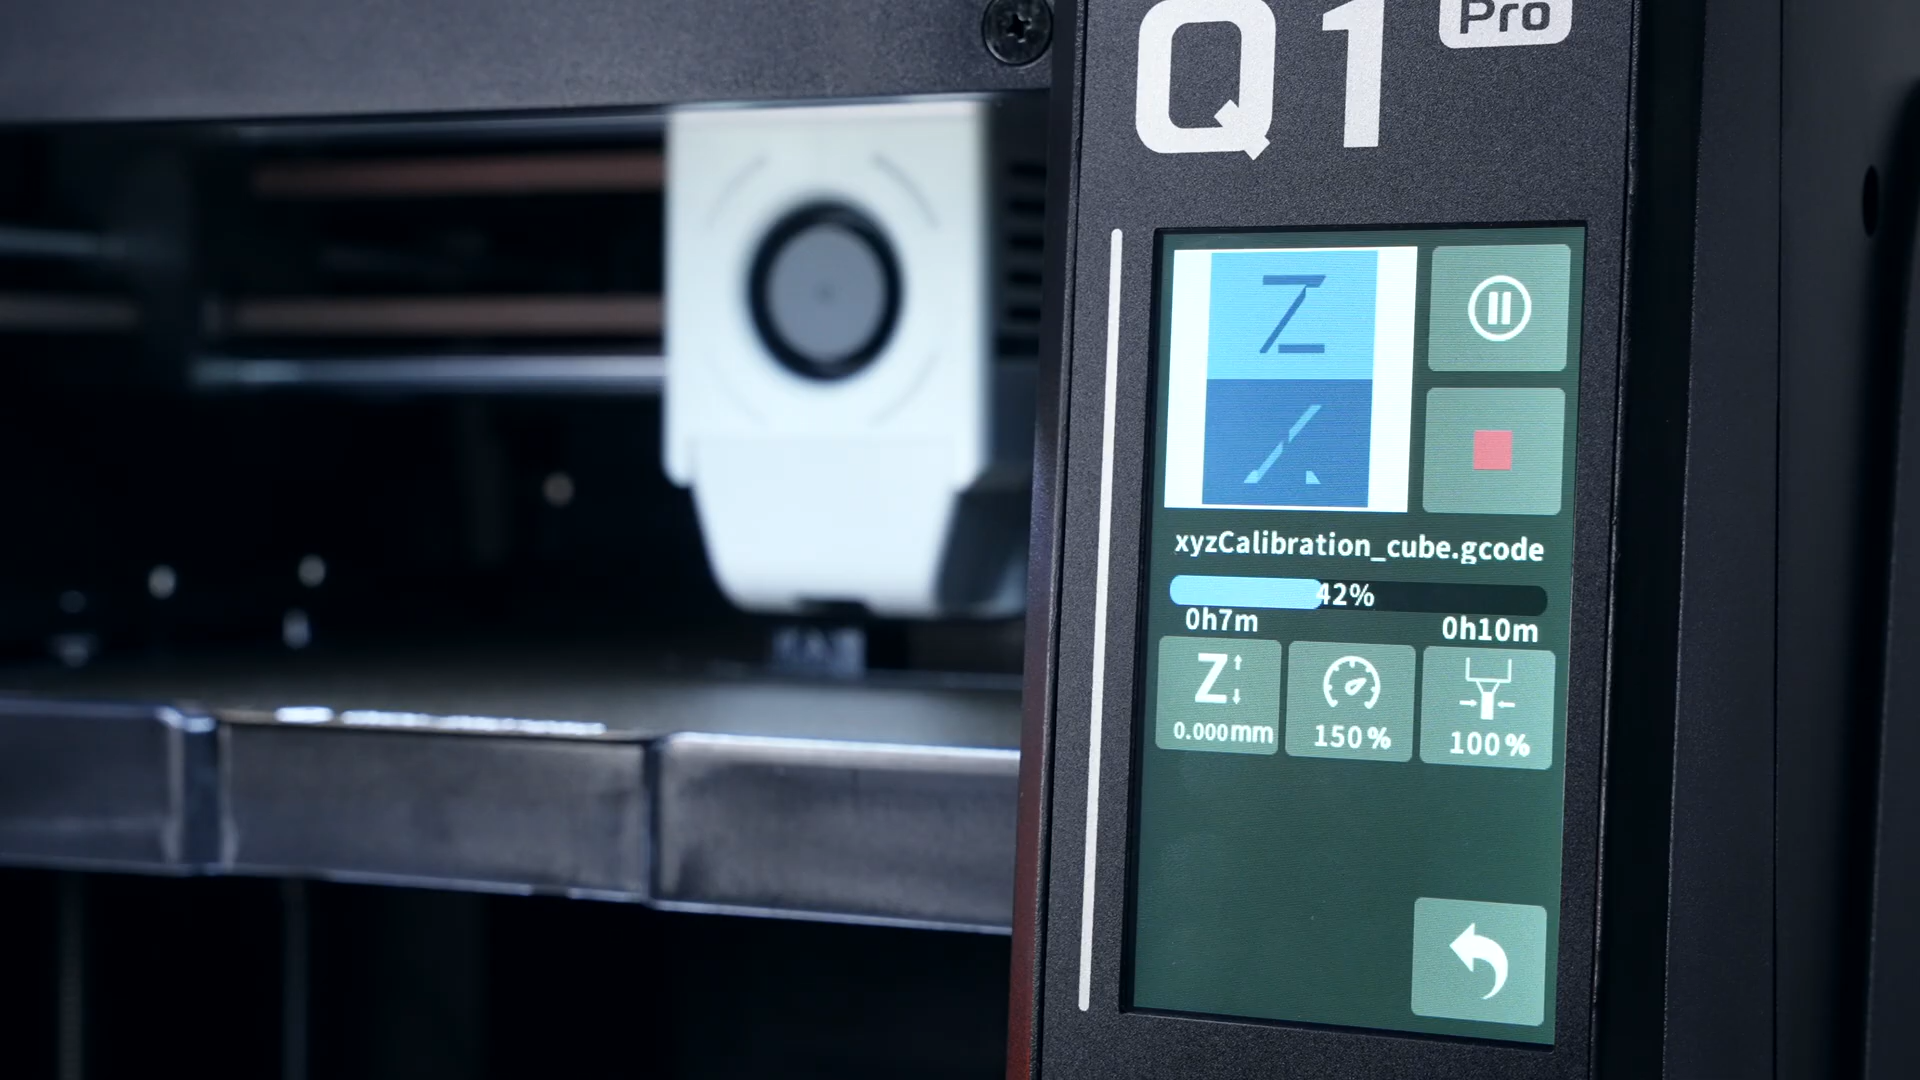 Q1 Pro
Z
xyzCalibration_cube.gcode
42%
0h7m 0h10m
Z
0.000mm 150% 100%